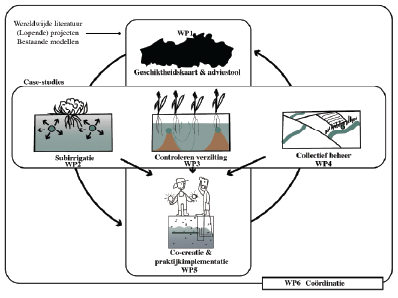 Wereldwijde literatuur
(Lopende) projecten
Bestaande modellen
WP1
Geschiktheidskaart & adviestool
Case-studies
Subirrigatie
WP2
Controleren verzilting
WP3
Collectief beheer
WP4
Co-creatie &
praktijkimplementatie
WP5
WP6 Coördinatie